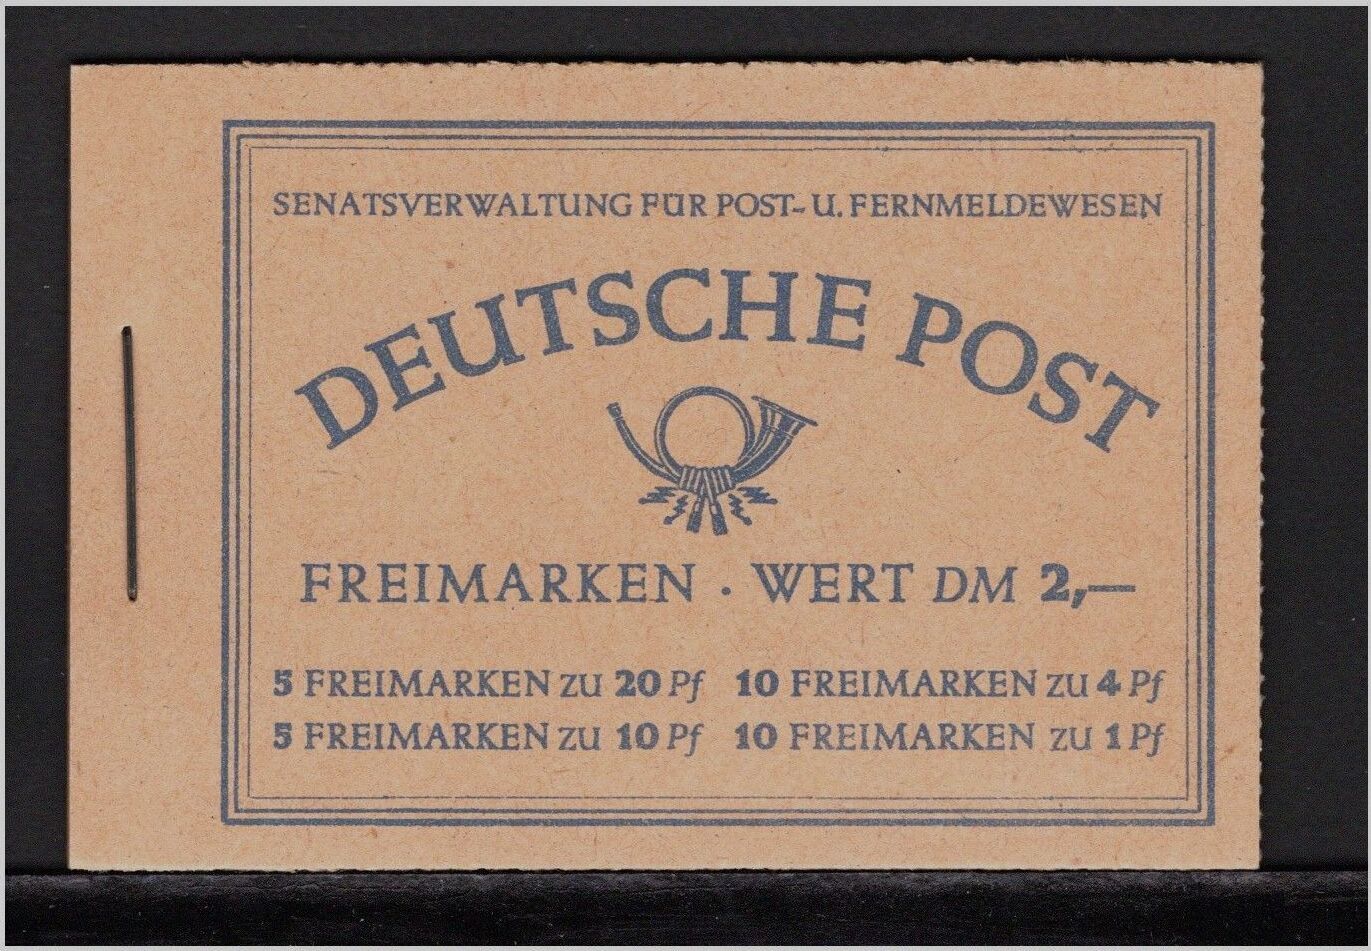 SENATSVERWALTUNG FÜR POST- U. FERNMELDEWESEN
DEUTSCHE POST
FREIMARKEN · WERT DM 2,—
5 FREIMARKEN ZU 20 Pf 10 FREIMARKEN ZU 4 Pf
5 FREIMARKEN ZU 10 Pf 10 FREIMARKEN ZU 1 Pf